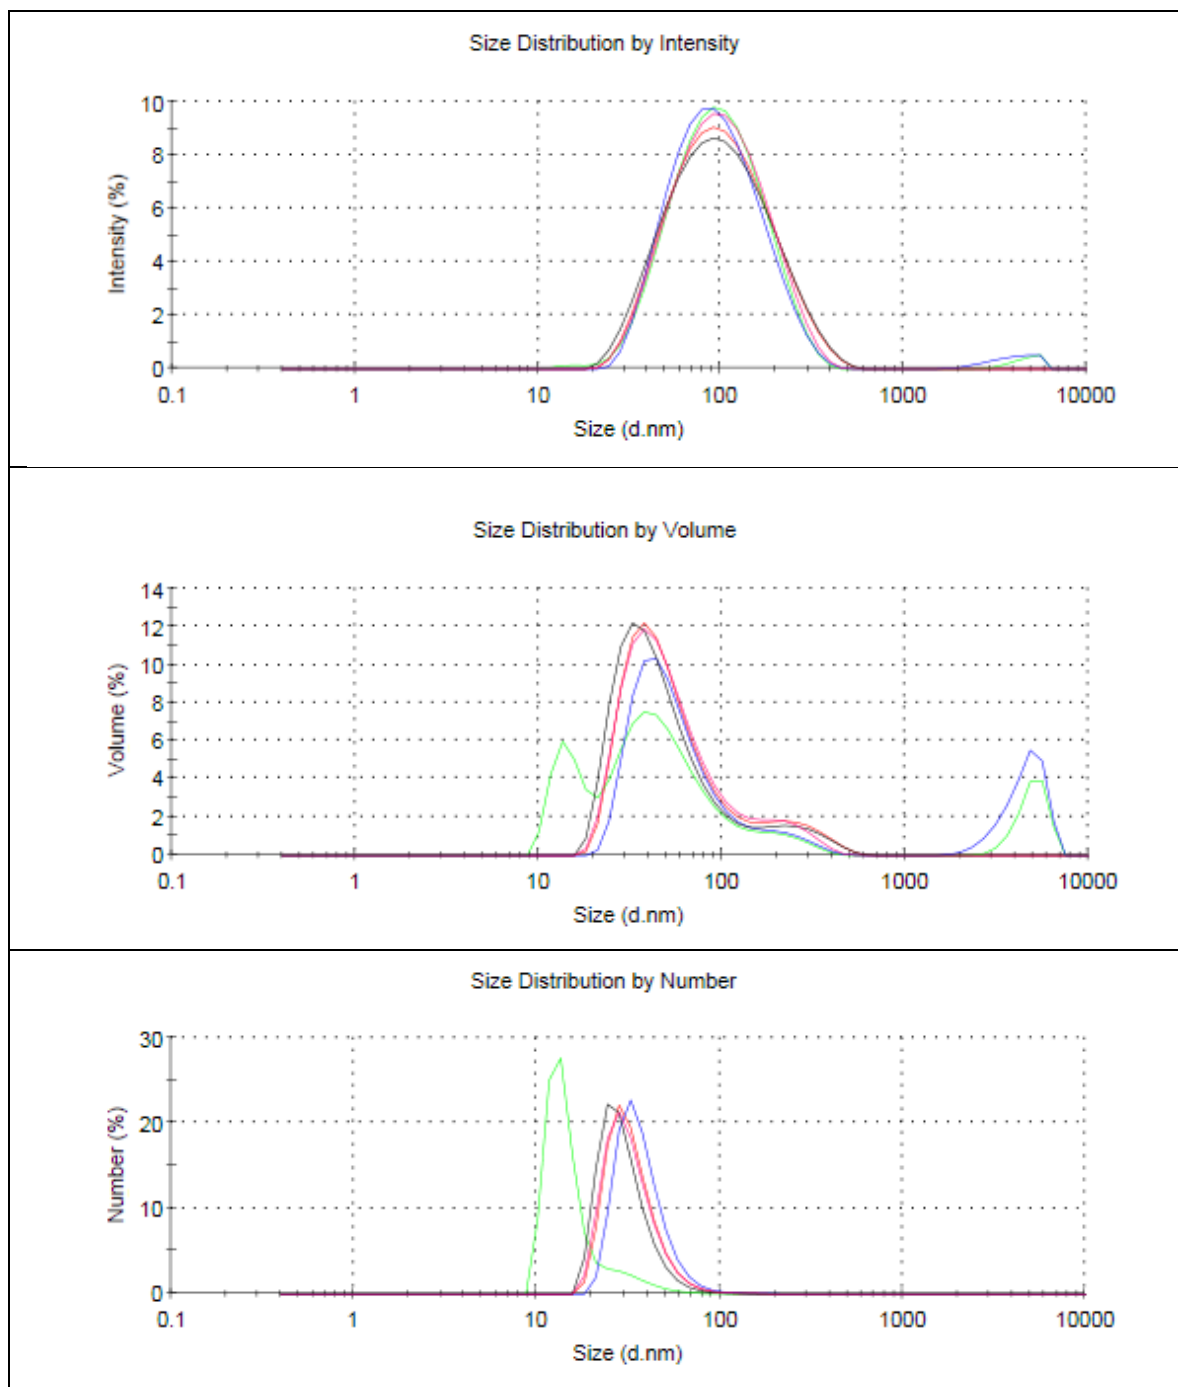 Size Distribution by Intensity
Intensity (%)
10
8
6
4
2
0
0.1 1 10 100 1000 10000
Size (d.nm)
Size Distribution by Volume
Volume (%)
14
12
10
8
6
4
2
0
0.1 1 10 100 1000 10000
Size (d.nm)
Size Distribution by Number
Number (%)
30
20
10
0
0.1 1 10 100 1000 10000
Size (d.nm)